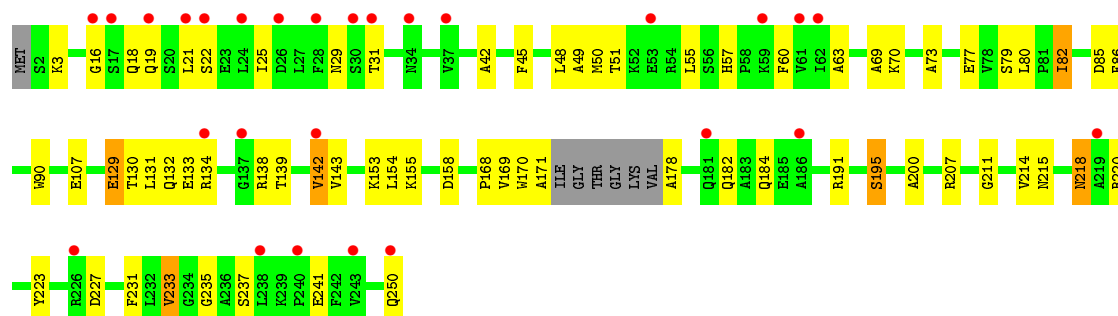 MET S2 K3 G16 S17 Q18 Q19 S20 L21 S22 E23 L24 I25 D26 L27 F28 N29 S30 T31 N34 V37 A42 F45 L48 A49 M50 T51 K52 E53 R54 L55 S56 H57 P58 K59 F60 V61 I62 A63 A69 K70 A73 E77 V78 S79 L80 P81 I82 D85 F86
W90 E107 E129 T130 L131 Q132 E133 R134 G137 R138 T139 V142 V143 K153 L154 K155 D158 P168 V169 W170 A171 ILE GLY THR GLY LYS VAL A178 Q181 Q182 A183 Q184 E185 A186 R191 S195 A200 R207 G211 V214 N215 N218 A219 R220
Y223 R226 D227 F231 L232 V233 G234 G235 A236 S237 L238 K239 P240 E241 F242 V243 Q250